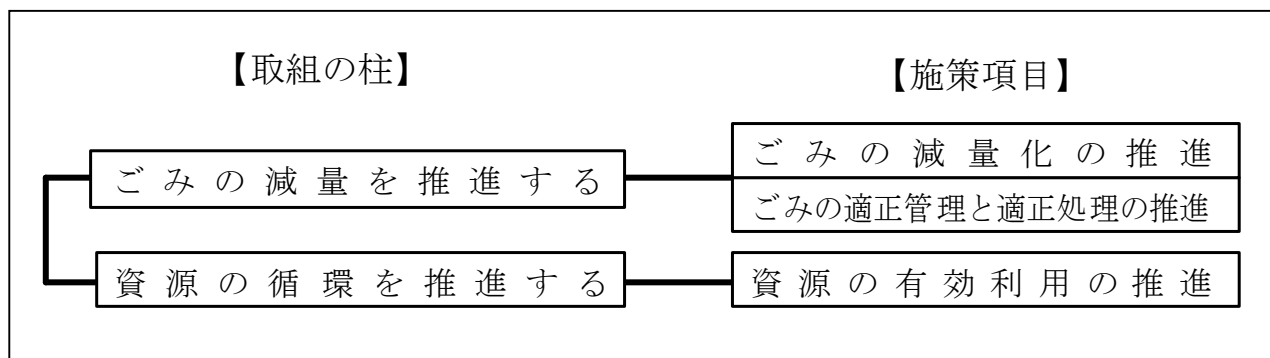 【取組の柱】
【施策項目】
ごみの減量を推進する
ごみの減量化の推進
ごみの適正管理と適正処理の推進
資源の循環を推進する
資源の有効利用の推進